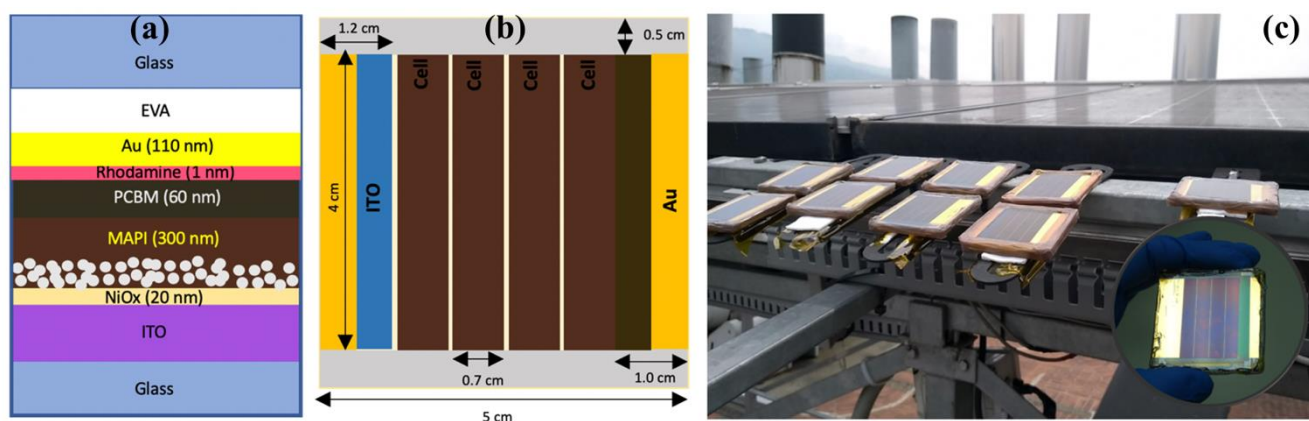 (a)
Glass
EVA
Au (110 nm)
Rhodamine (1 nm)
PCBM (60 nm)
MAPI (300 nm)
NiOx (20 nm)
ITO
Glass
(b)
1.2 cm
0.5 cm
4 cm
ITO
Cell
Cell
Cell
Cell
Au
0.7 cm
1.0 cm
5 cm
(c)